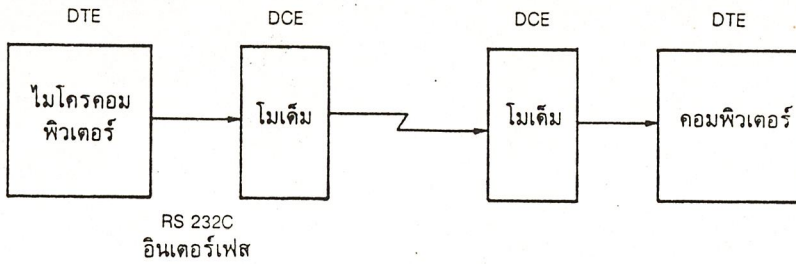 DTE
DCE
DCE
DTE
ไมโครคอม
พิวเตอร์
โมเด็ม
โมเด็ม
คอมพิวเตอร์
RS 232C
อินเตอร์เฟส